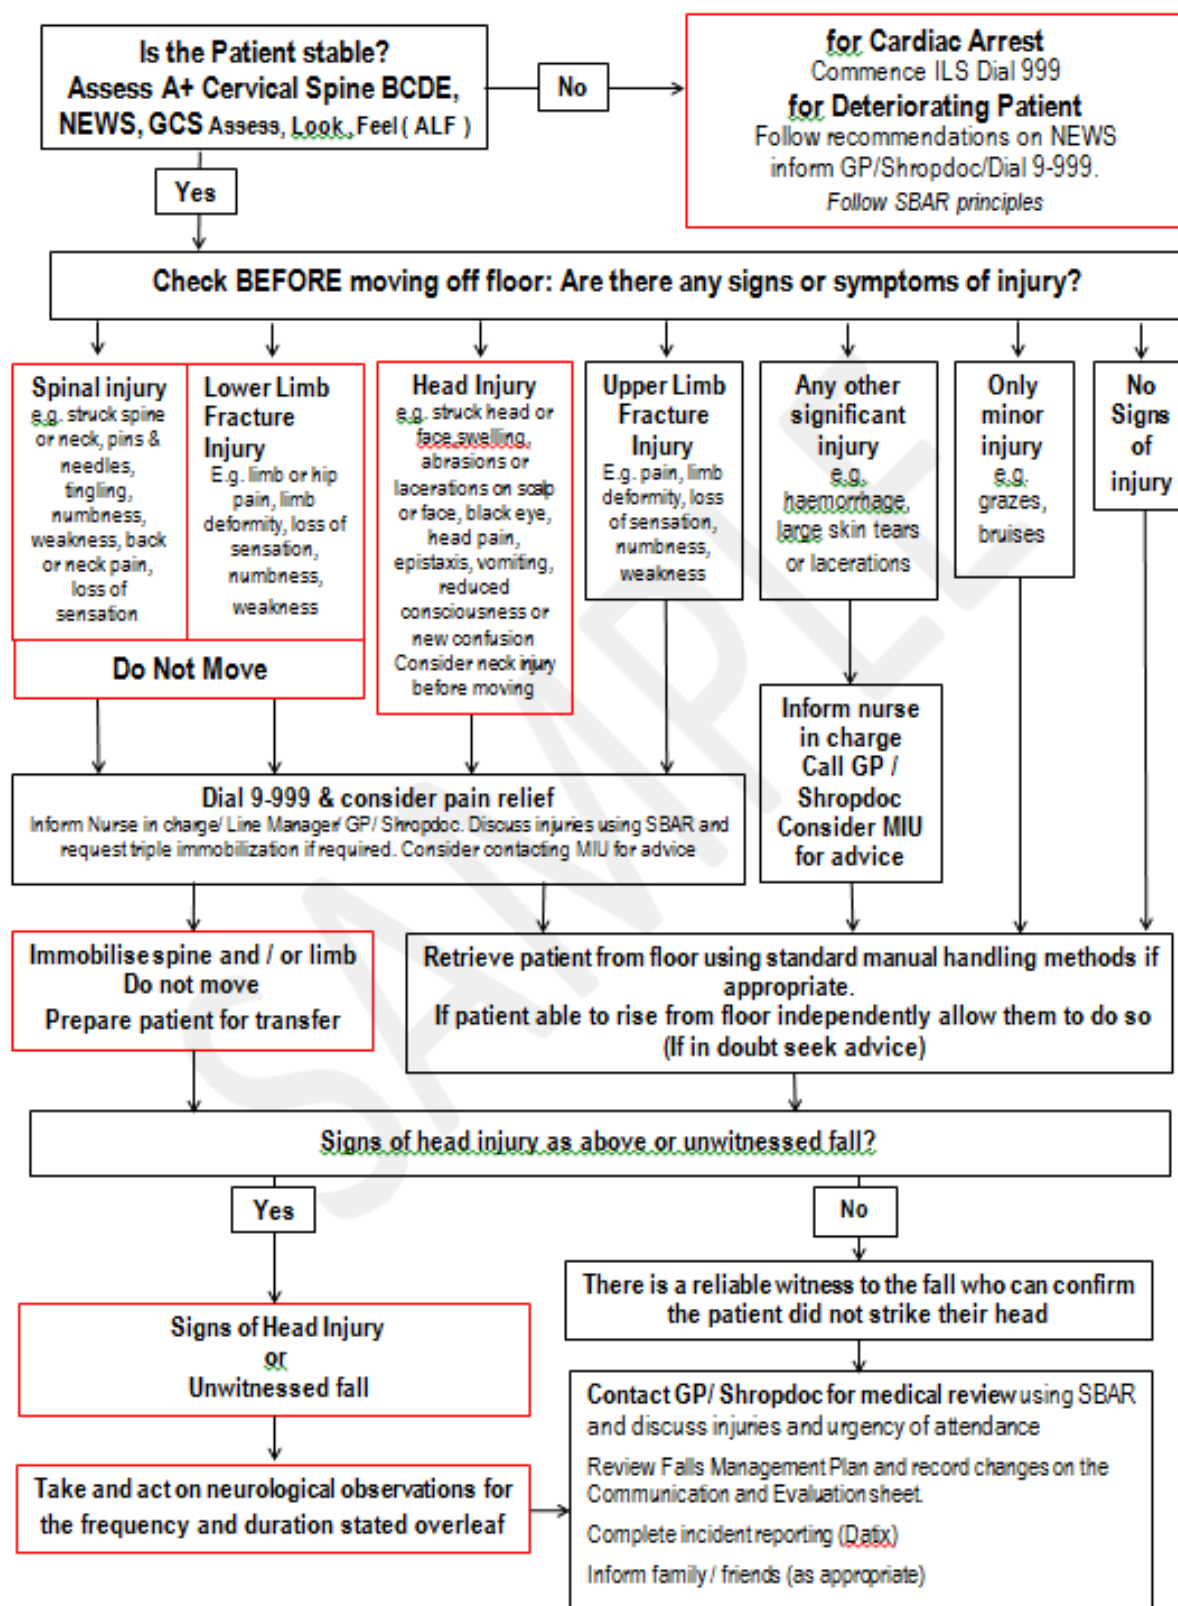 Is the Patient stable?
Assess A+ Cervical Spine BCDE,
NEWS, GCS Assess, Look, Feel ( ALF )
No
for Cardiac Arrest
Commence ILS Dial 999
for Deteriorating Patient
Follow recommendations on NEWS
inform GP/Shropdoc/Dial 9-999.
Follow SBAR principles
Yes
Check BEFORE moving off floor: Are there any signs or symptoms of injury?
Spinal injury
e.g. struck spine
or neck, pins &
needles,
tingling,
numbness,
weakness, back
or neck pain,
loss of
sensation
Lower Limb
Fracture
Injury
E.g. limb or hip
pain, limb
deformity, loss of
sensation,
numbness,
weakness
Do Not Move
Head Injury
e.g. struck head or
face,swelling,
abrasions or
lacerations on scalp
or face, black eye,
head pain,
epistaxis, vomiting,
reduced
consciousness or
new confusion
Consider neck injury
before moving
Upper Limb
Fracture
Injury
E.g. pain, limb
deformity, loss
of sensation,
numbness,
weakness
Any other
significant
injury
e.g.
haemorrhage,
large skin tears
or lacerations
Only
minor
injury
e.g.
grazes,
bruises
No
Signs
of
injury
Inform nurse
in charge
Call GP /
Shropdoc
Consider MIU
for advice
Dial 9-999 & consider pain relief
Inform Nurse in charge/ Line Manager/ GP/ Shropdoc. Discuss injuries using SBAR and
request triple immobilization if required. Consider contacting MIU for advice
Immobilise spine and / or limb
Do not move
Prepare patient for transfer
Retrieve patient from floor using standard manual handling methods if
appropriate.
If patient able to rise from floor independently allow them to do so
(If in doubt seek advice)
Signs of head injury as above or unwitnessed fall?
Yes
No
There is a reliable witness to the fall who can confirm
the patient did not strike their head
Signs of Head Injury
or
Unwitnessed fall
Take and act on neurological observations for
the frequency and duration stated overleaf
Contact GP/ Shropdoc for medical review using SBAR
and discuss injuries and urgency of attendance
Review Falls Management Plan and record changes on the
Communication and Evaluation sheet.
Complete incident reporting (Datix)
Inform family / friends (as appropriate)
SAMPLE